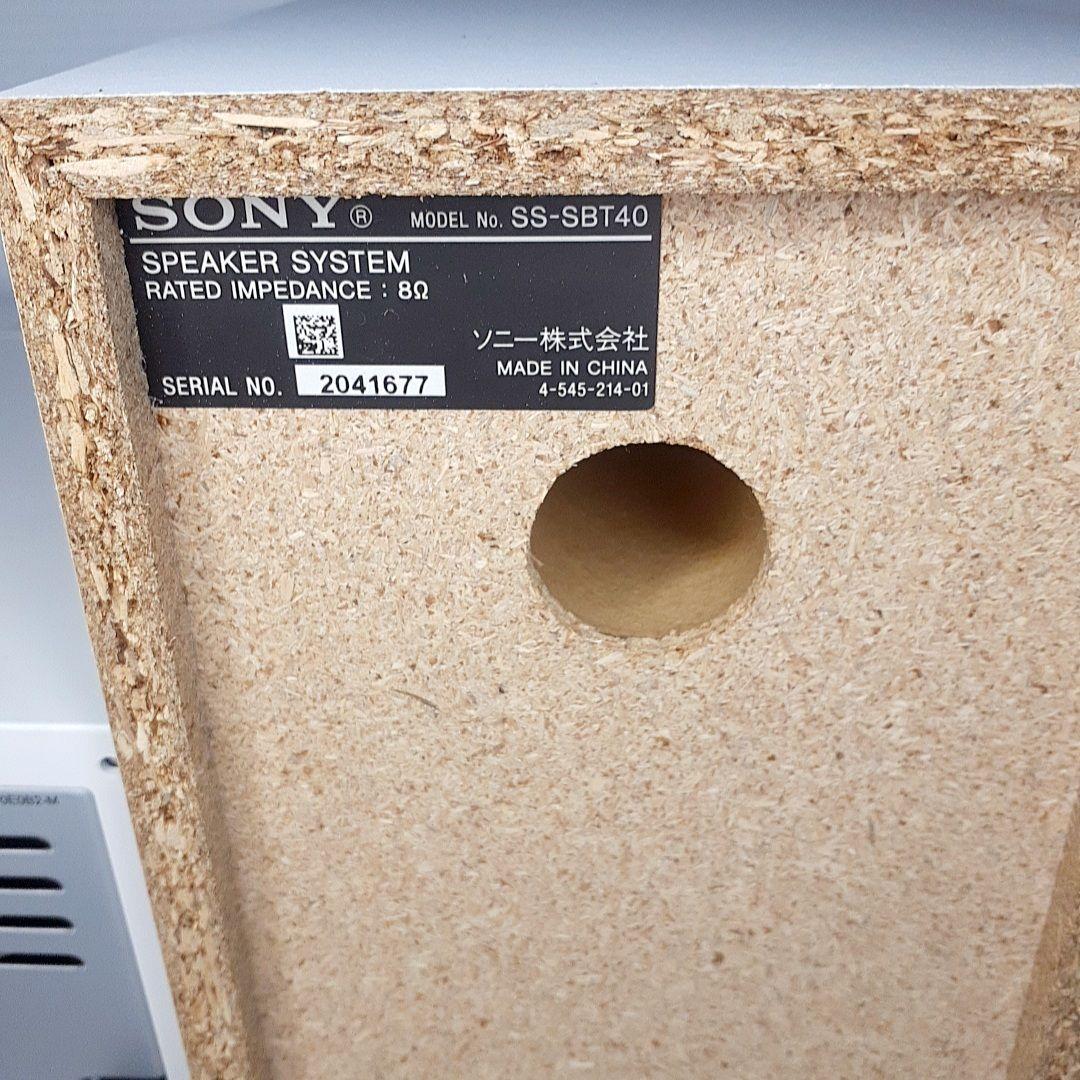 SONY® MODEL No. SS-SBT40
SPEAKER SYSTEM
RATED IMPEDANCE : 8Ω
ソニー株式会社
MADE IN CHINA
SERIAL NO. 2041677
4-545-214-01